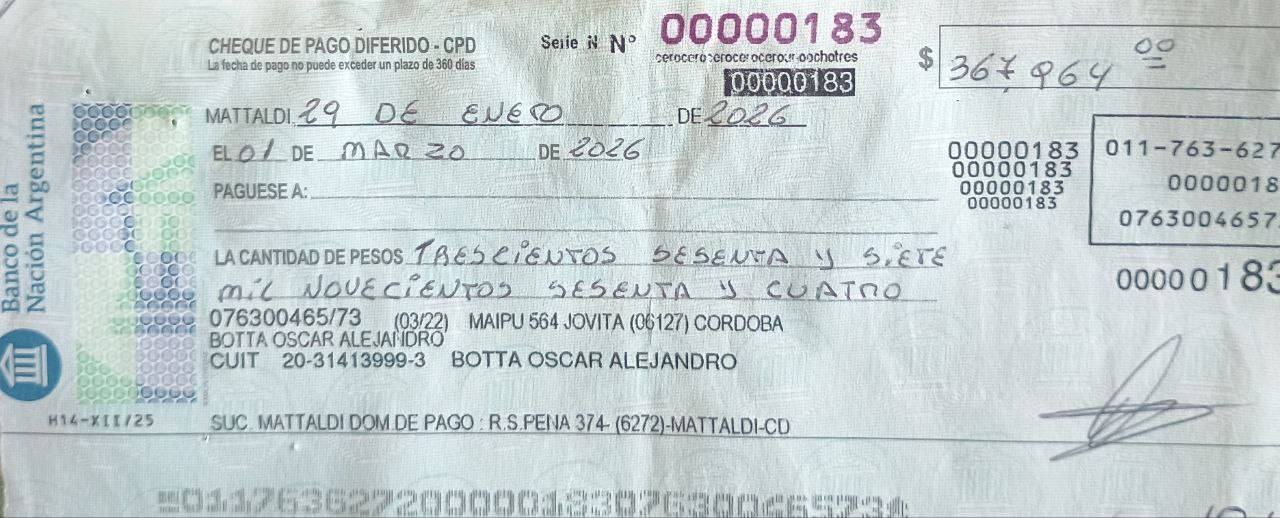 CHEQUE DE PAGO DIFERIDO - CPD
La fecha de pago no puede exceder un plazo de 360 días
Serie N Nº 00000183
00000183
$ 367.964 00
MATTALDI, 29 DE ENERO DE 2026
EL 01 DE MARZO DE 2026
PAGUESE A:
00000183
00000183
00000183
00000183
011-763-627
0000018
0763004657
00000183
LA CANTIDAD DE PESOS TRESCIENTOS SESENTA Y SIETE
MIL NOVECIENTOS SESENTA Y CUATRO
076300465/73 (03/22) MAIPU 564 JOVITA (06127) CORDOBA
BOTTA OSCAR ALEJANDRO
CUIT 20-31413999-3 BOTTA OSCAR ALEJANDRO
SUC. MATTALDI DOM.DE PAGO : R.S.PENA 374- (6272)-MATTALDI-CD
Banco de la
Nación Argentina
H14-XII/25